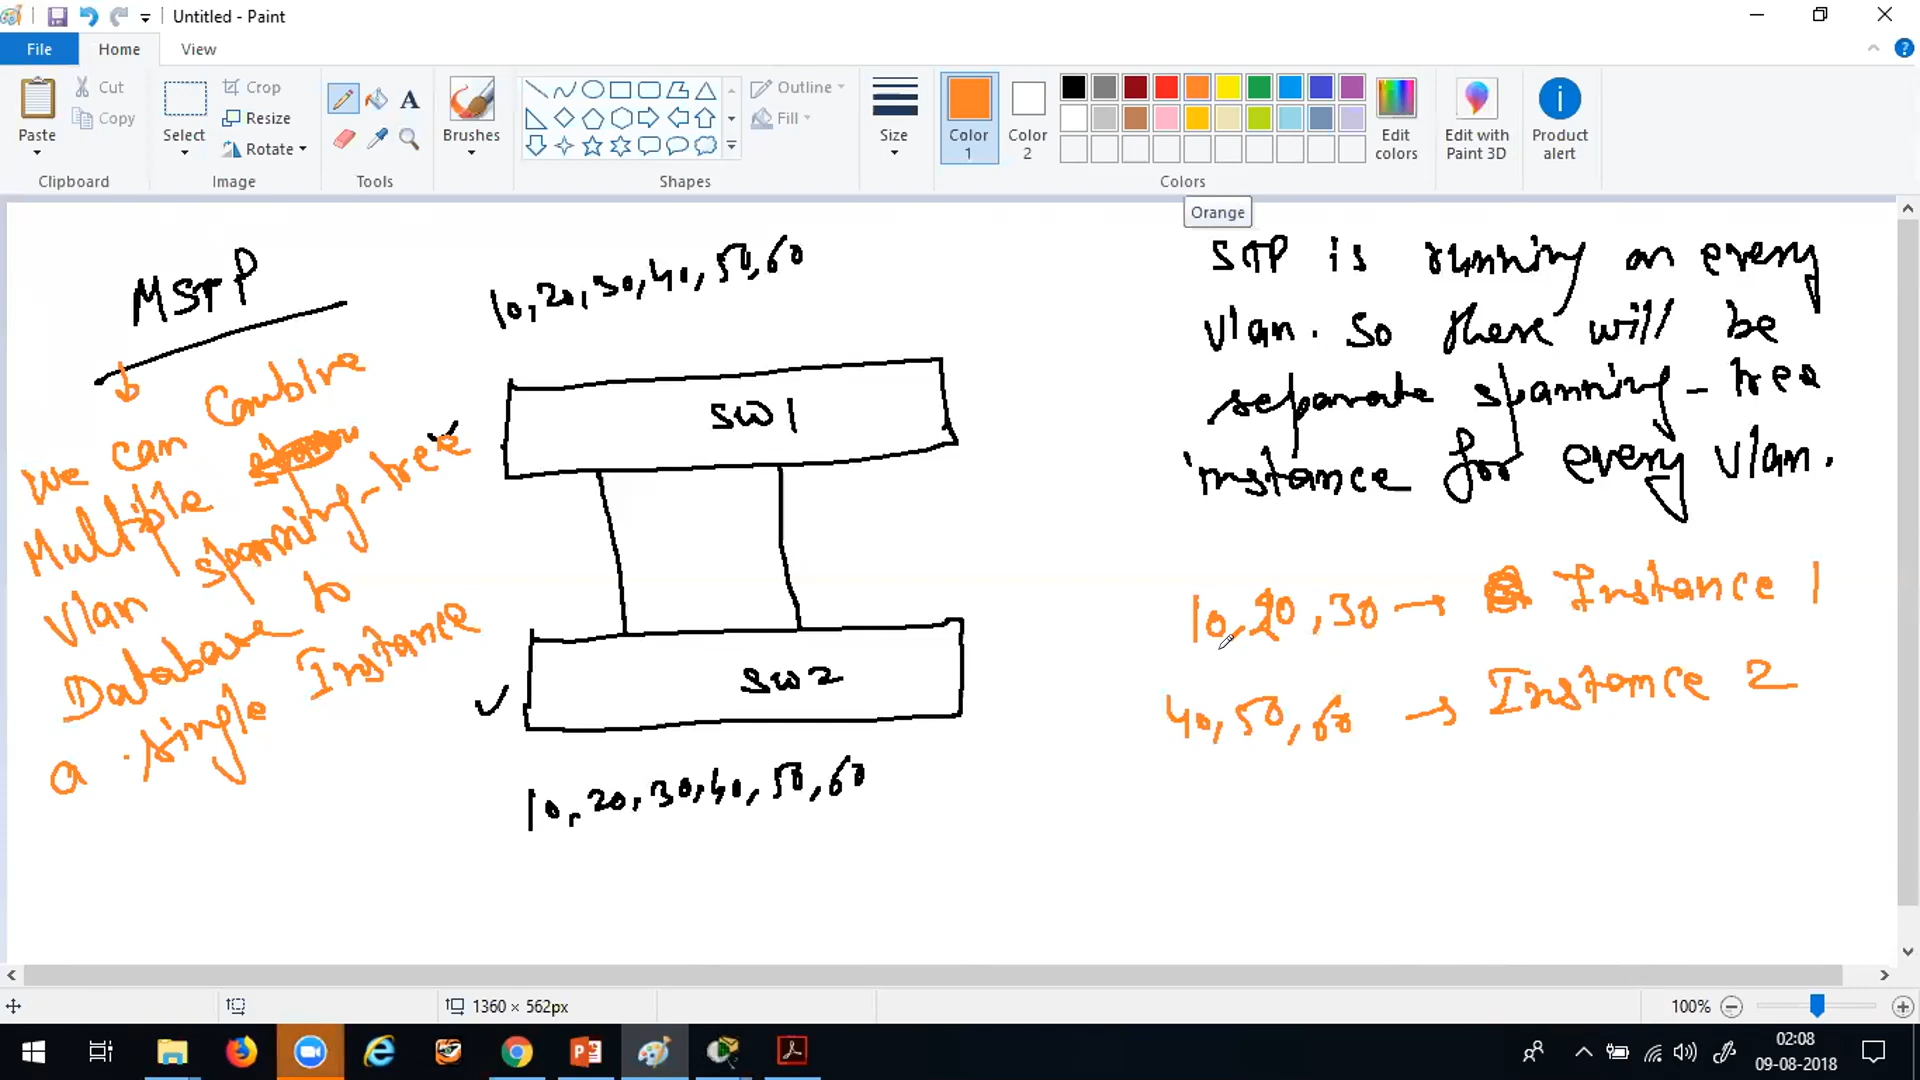 Untitled - Paint
File
Home
View
Paste
Cut
Copy
Clipboard
Select
Crop
Resize
Rotate
Image
Tools
Brushes
Shapes
Outline
Fill
Size
Color 1
Color 2
Edit colors
Colors
Edit with Paint 3D
Product alert
Orange
MSTP
We can Combine
Multiple
Vlan spanning-tree
Database to
a single Instance
10,20,30,40,50,60
SW1
SW2
10,20,30,40,50,60
STP is running on every
vlan. So there will be
separate spanning-tree
instance for every vlan.
10,20,30 → Instance 1
40,50,60 → Instance 2
1360 × 562px
100%
02:08
09-08-2018